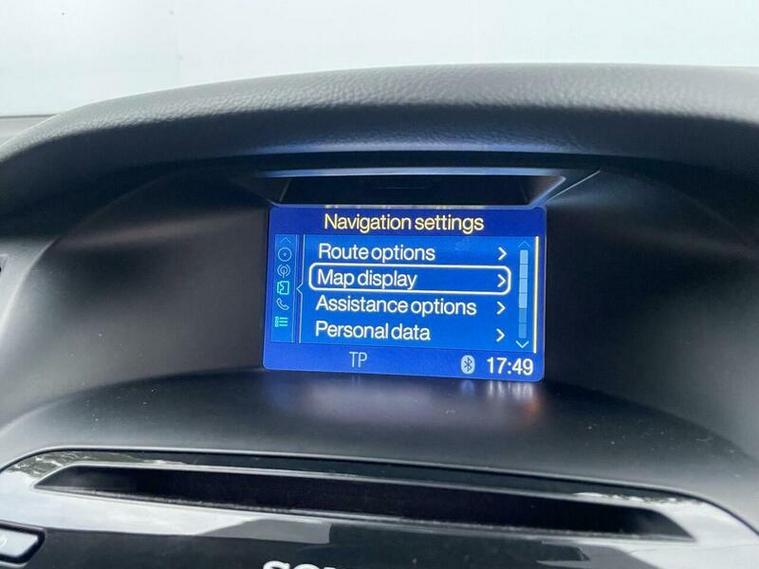 Navigation settings
Route options
Map display
Assistance options
Personal data
TP 17:49